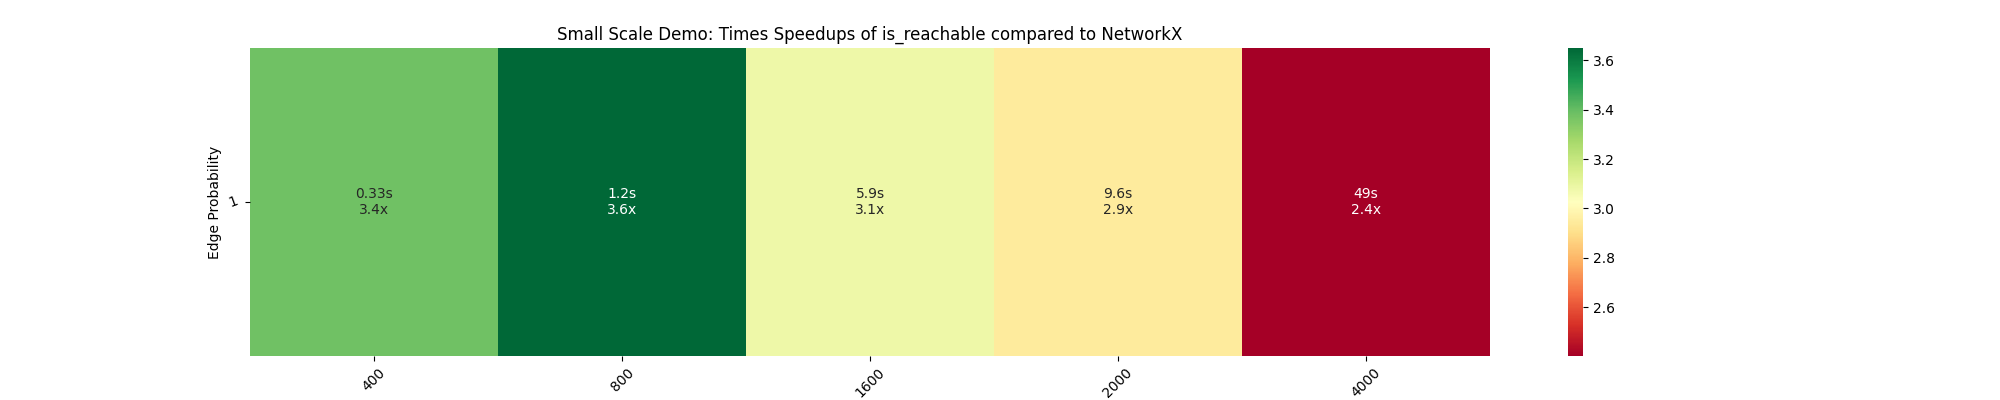 Small Scale Demo: Times Speedups of is_reachable compared to NetworkX
Edge Probability
1
0.33s
3.4x
1.2s
3.6x
5.9s
3.1x
9.6s
2.9x
49s
2.4x
400
800
1600
2000
4000
3.6
3.4
3.2
3.0
2.8
2.6